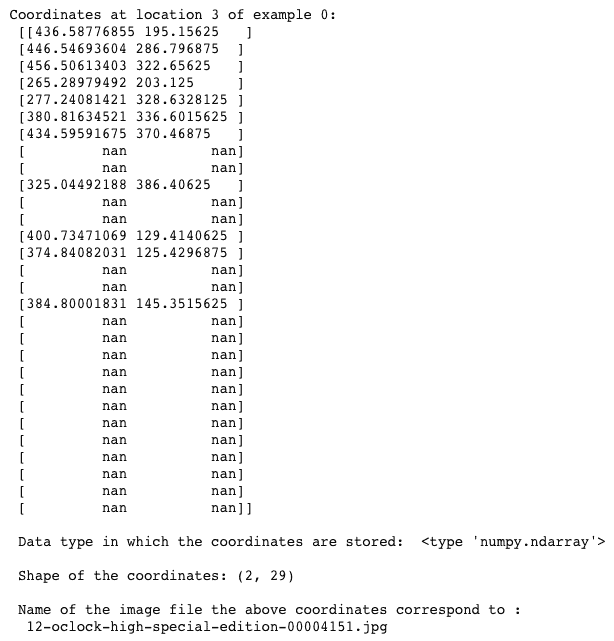 Coordinates at location 3 of example 0:
[[436.58776855 195.15625   ]
[446.54693604 286.796875  ]
[456.50613403 322.65625   ]
[265.28979492 203.125     ]
[277.24081421 328.6328125 ]
[380.81634521 336.6015625 ]
[434.59591675 370.46875   ]
[         nan          nan]
[         nan          nan]
[325.04492188 386.40625   ]
[         nan          nan]
[         nan          nan]
[400.73471069 129.4140625 ]
[374.84082031 125.4296875 ]
[         nan          nan]
[         nan          nan]
[384.80001831 145.3515625 ]
[         nan          nan]
[         nan          nan]
[         nan          nan]
[         nan          nan]
[         nan          nan]
[         nan          nan]
[         nan          nan]
[         nan          nan]
[         nan          nan]
[         nan          nan]
[         nan          nan]
[         nan          nan]]
Data type in which the coordinates are stored:  <type 'numpy.ndarray'>
Shape of the coordinates: (2, 29)
Name of the image file the above coordinates correspond to :
12-oclock-high-special-edition-00004151.jpg